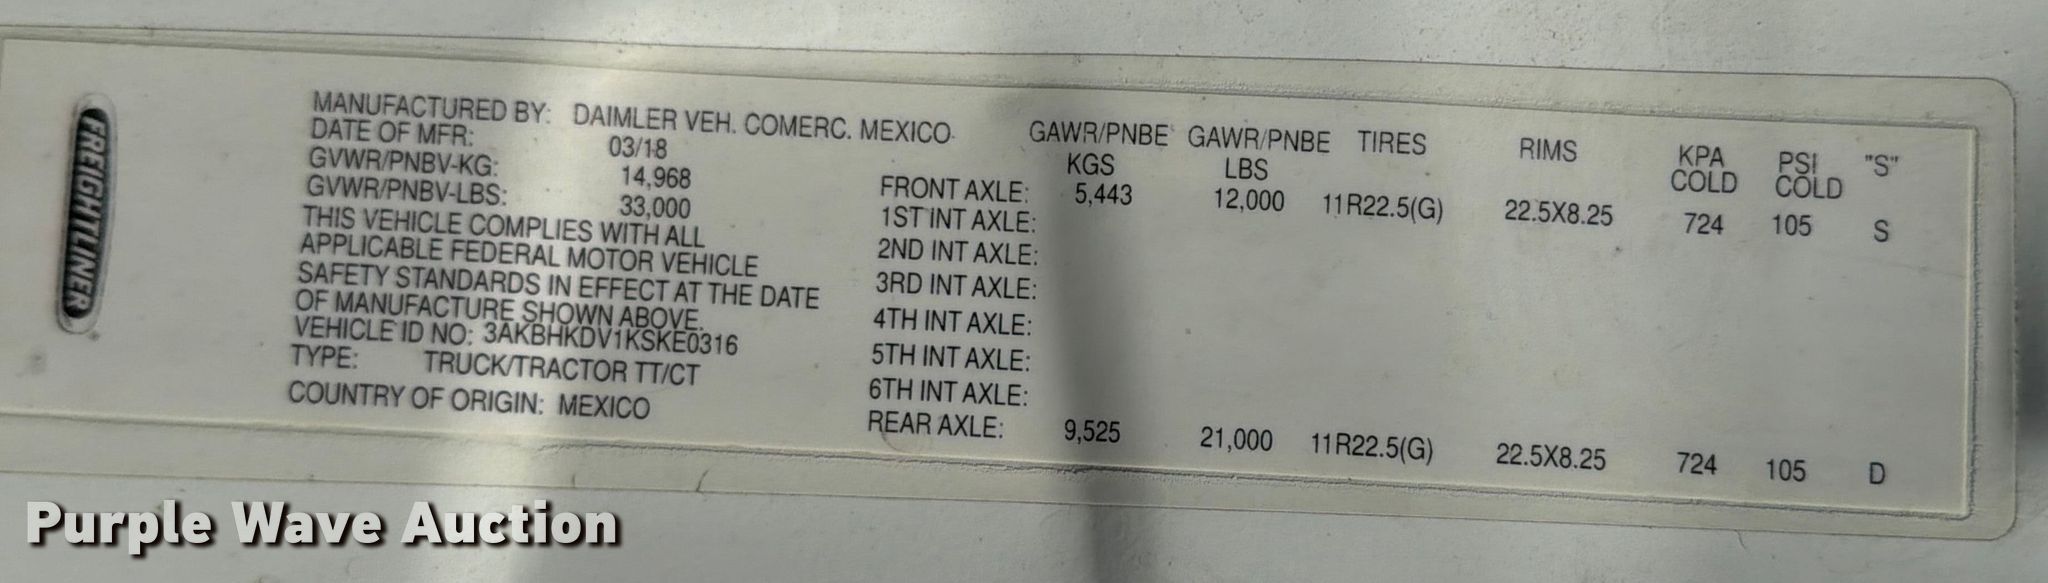 FREIGHTLINER
MANUFACTURED BY: DAIMLER VEH. COMERC. MEXICO
DATE OF MFR: 03/18
GVWR/PNBV-KG: 14,968
GVWR/PNBV-LBS: 33,000
THIS VEHICLE COMPLIES WITH ALL
APPLICABLE FEDERAL MOTOR VEHICLE
SAFETY STANDARDS IN EFFECT AT THE DATE
OF MANUFACTURE SHOWN ABOVE.
VEHICLE ID NO: 3AKBHKDV1KSKE0316
TYPE: TRUCK/TRACTOR TT/CT
COUNTRY OF ORIGIN: MEXICO
GAWR/PNBE GAWR/PNBE TIRES RIMS KPA PSI "S"
KGS LBS COLD COLD
FRONT AXLE: 5,443 12,000 11R22.5(G) 22.5X8.25 724 105 S
1ST INT AXLE:
2ND INT AXLE:
3RD INT AXLE:
4TH INT AXLE:
5TH INT AXLE:
6TH INT AXLE:
REAR AXLE: 9,525 21,000 11R22.5(G) 22.5X8.25 724 105 D
Purple Wave Auction